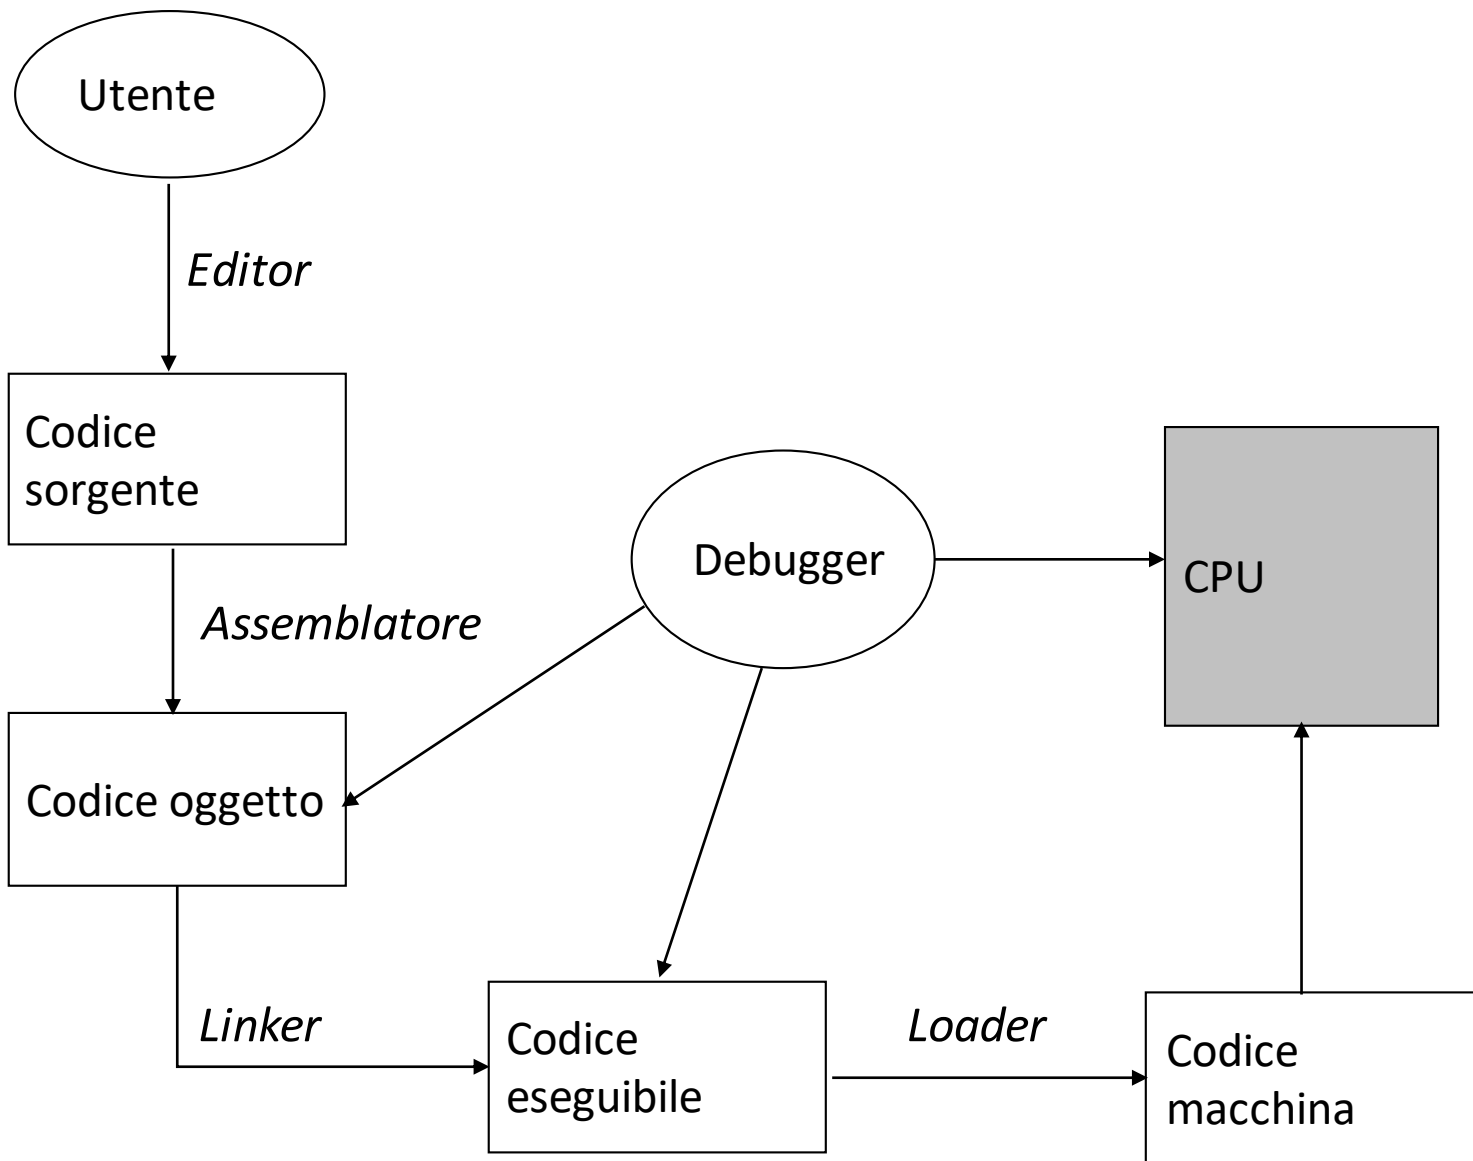 Utente
Editor
Codice
sorgente
Assemblatore
Debugger
CPU
Codice oggetto
Linker
Codice
eseguibile
Loader
Codice
macchina